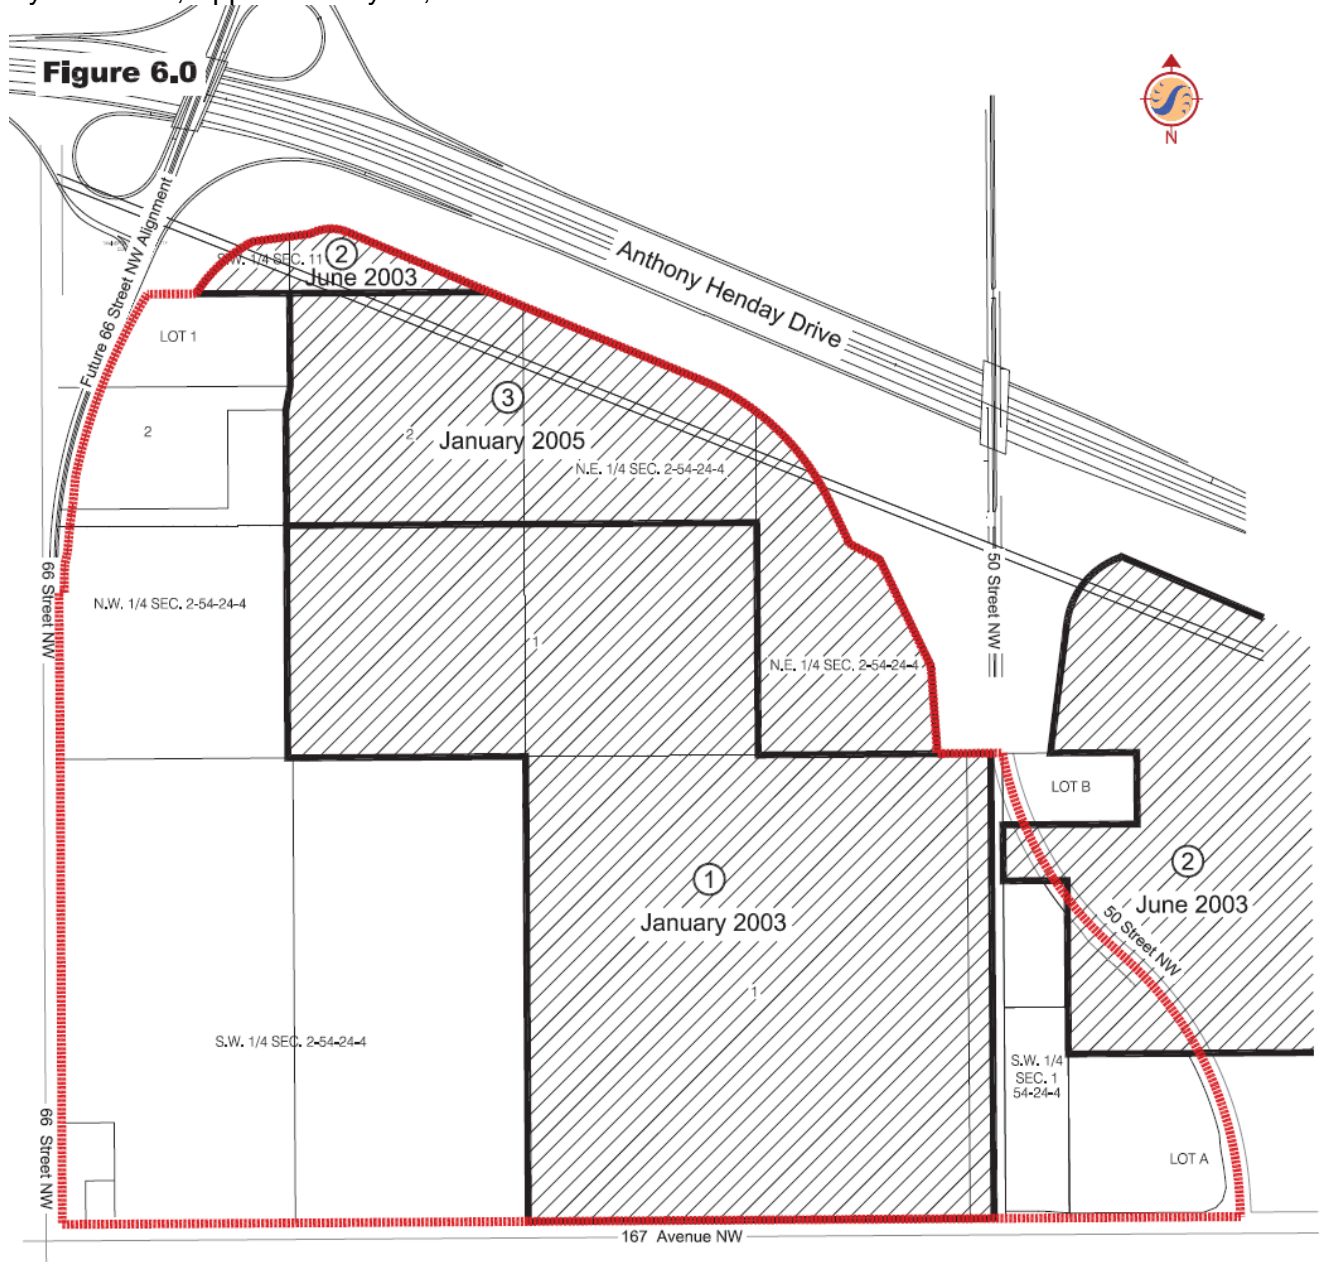 Figure 6.0
N
Future 66 Street NW Alignment
Anthony Henday Drive
S.W. 1/4 SEC. 11
2
June 2003
LOT 1
3
January 2005
2
2
N.E. 1/4 SEC. 2-54-24-4
66 Street NW
50 Street NW
N.W. 1/4 SEC. 2-54-24-4
1
N.E. 1/4 SEC. 2-54-24-4
LOT B
1
January 2003
2
June 2003
50 Street NW
1
S.W. 1/4 SEC. 2-54-24-4
S.W. 1/4
SEC. 1
54-24-4
66 Street NW
LOT A
167 Avenue NW